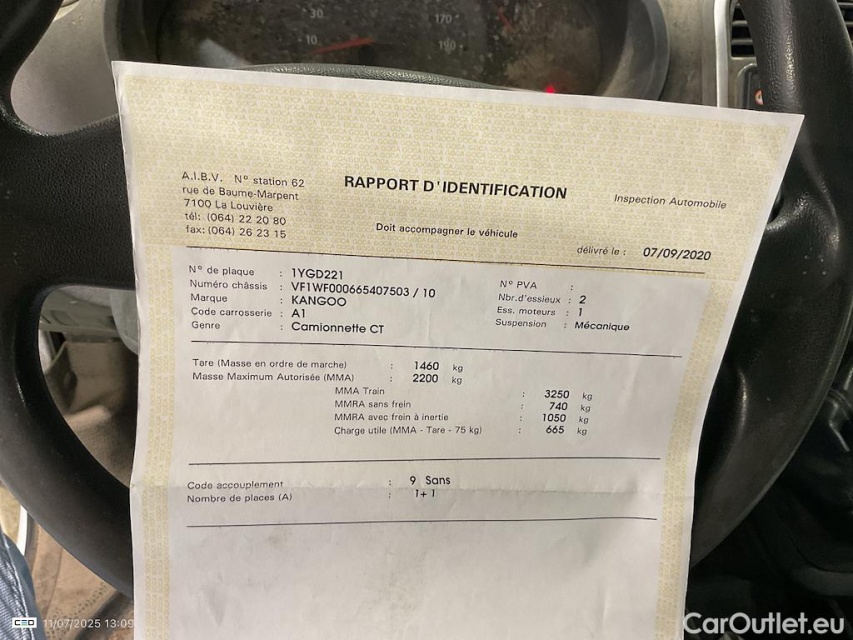 30
10
170
190
A.I.B.V. N° station 62
rue de Baume-Marpent
7100 La Louvière
tél: (064) 22 20 80
fax: (064) 26 23 15
RAPPORT D'IDENTIFICATION
Inspection Automobile
Doit accompagner le véhicule
délivré le : 07/09/2020
N° de plaque : 1YGD221
Numéro châssis : VF1WF000665407503 / 10
Marque : KANGOO
Code carrosserie : A1
Genre : Camionnette CT
N° PVA :
Nbr.d'essieux : 2
Ess. moteurs : 1
Suspension : Mécanique
Tare (Masse en ordre de marche) : 1460 kg
Masse Maximum Autorisée (MMA) : 2200 kg
MMA Train : 3250 kg
MMRA sans frein : 740 kg
MMRA avec frein à inertie : 1050 kg
Charge utile (MMA - Tare - 75 kg) : 665 kg
Code accouplement : 9 Sans
Nombre de places (A) : 1+1
11/07/2025 13:09
CarOutlet.eu